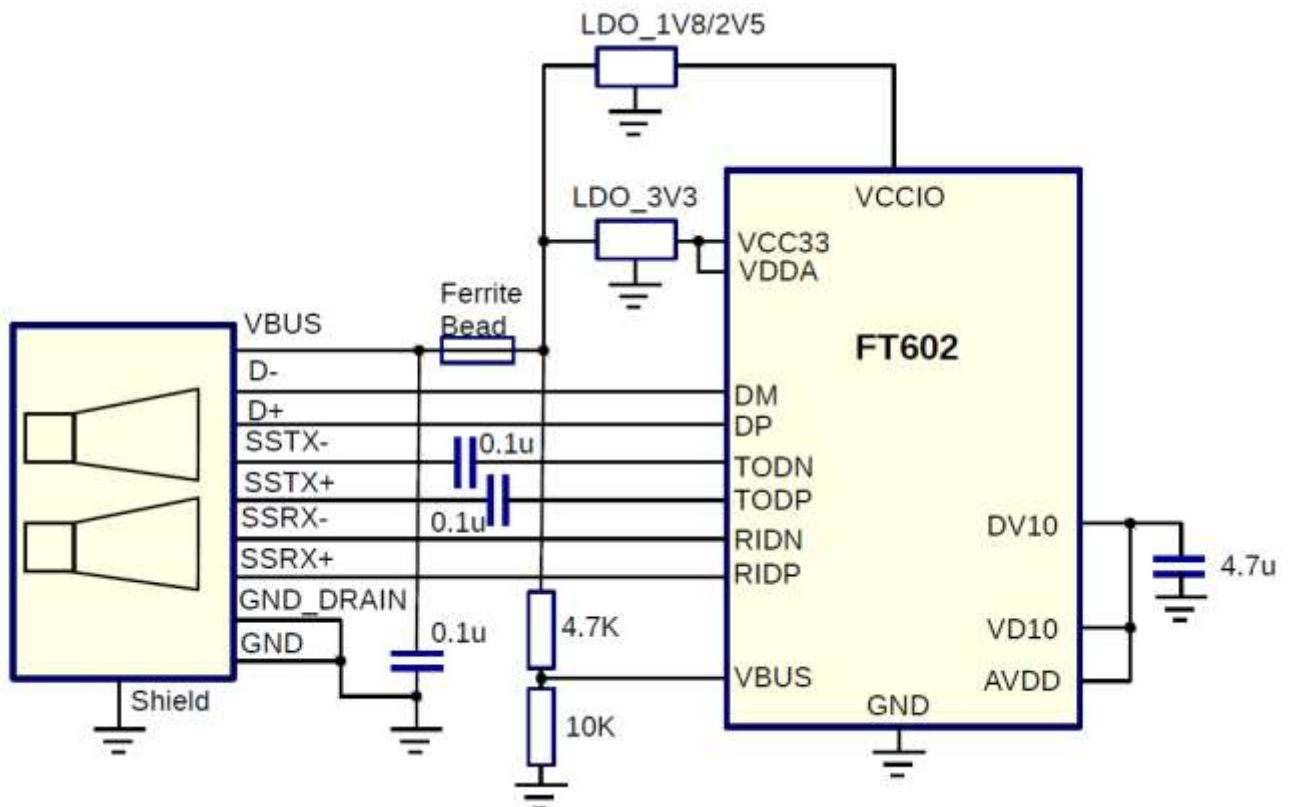 LDO_1V8/2V5
VCCIO
LDO_3V3
VCC33
VDDA
Ferrite
Bead
VBUS
FT602
D-
DM
D+
DP
SSTX-
0.1u
TODN
SSTX+
TODP
0.1u
SSRX-
RIDN
DV10
SSRX+
RIDP
4.7u
GND_DRAIN
0.1u
4.7K
VD10
GND
VBUS
AVDD
Shield
GND
10K